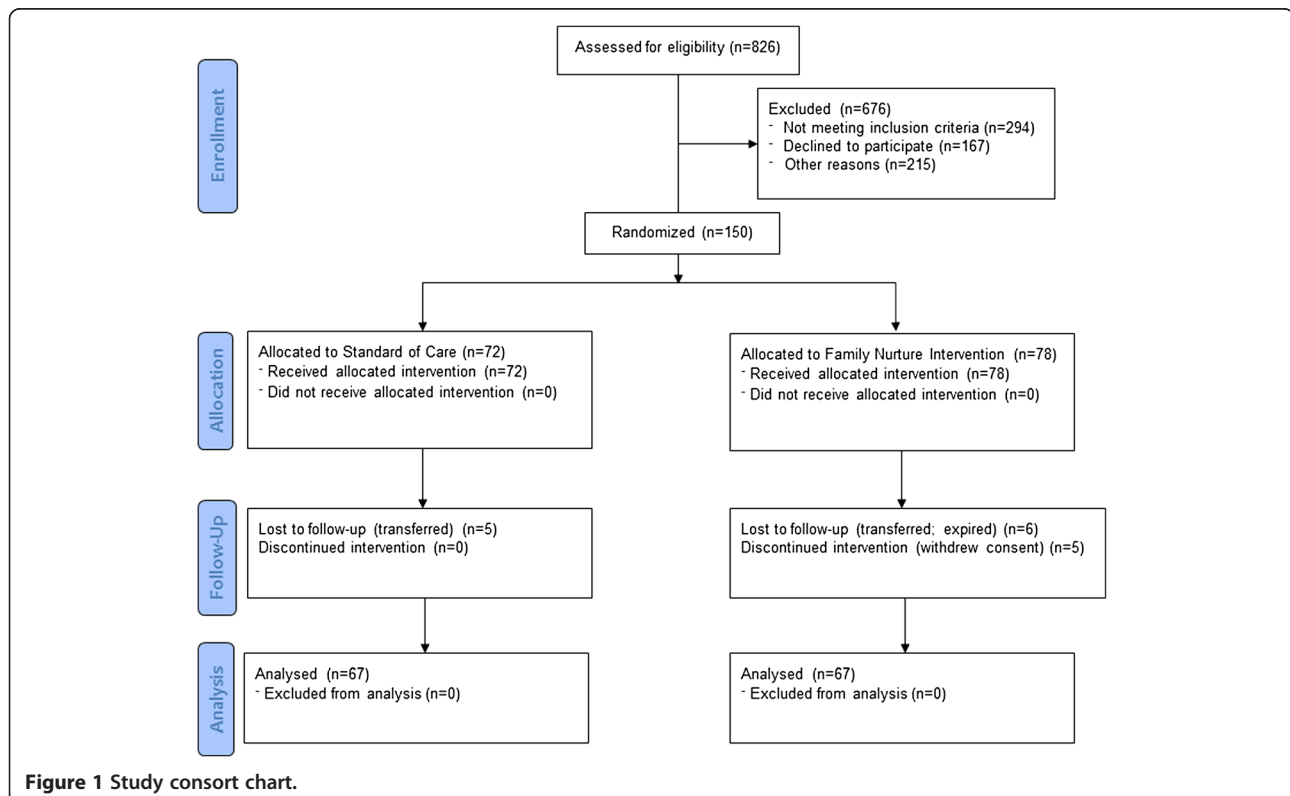 Assessed for eligibility (n=826)
Enrollment
Excluded (n=676)
- Not meeting inclusion criteria (n=294)
- Declined to participate (n=167)
- Other reasons (n=215)
Randomized (n=150)
Allocation
Allocated to Standard of Care (n=72)
- Received allocated intervention (n=72)
- Did not receive allocated intervention (n=0)
Allocated to Family Nurture Intervention (n=78)
- Received allocated intervention (n=78)
- Did not receive allocated intervention (n=0)
Follow-Up
Lost to follow-up (transferred) (n=5)
Discontinued intervention (n=0)
Lost to follow-up (transferred; expired) (n=6)
Discontinued intervention (withdrew consent) (n=5)
Analysis
Analysed (n=67)
- Excluded from analysis (n=0)
Analysed (n=67)
- Excluded from analysis (n=0)
Figure 1 Study consort chart.